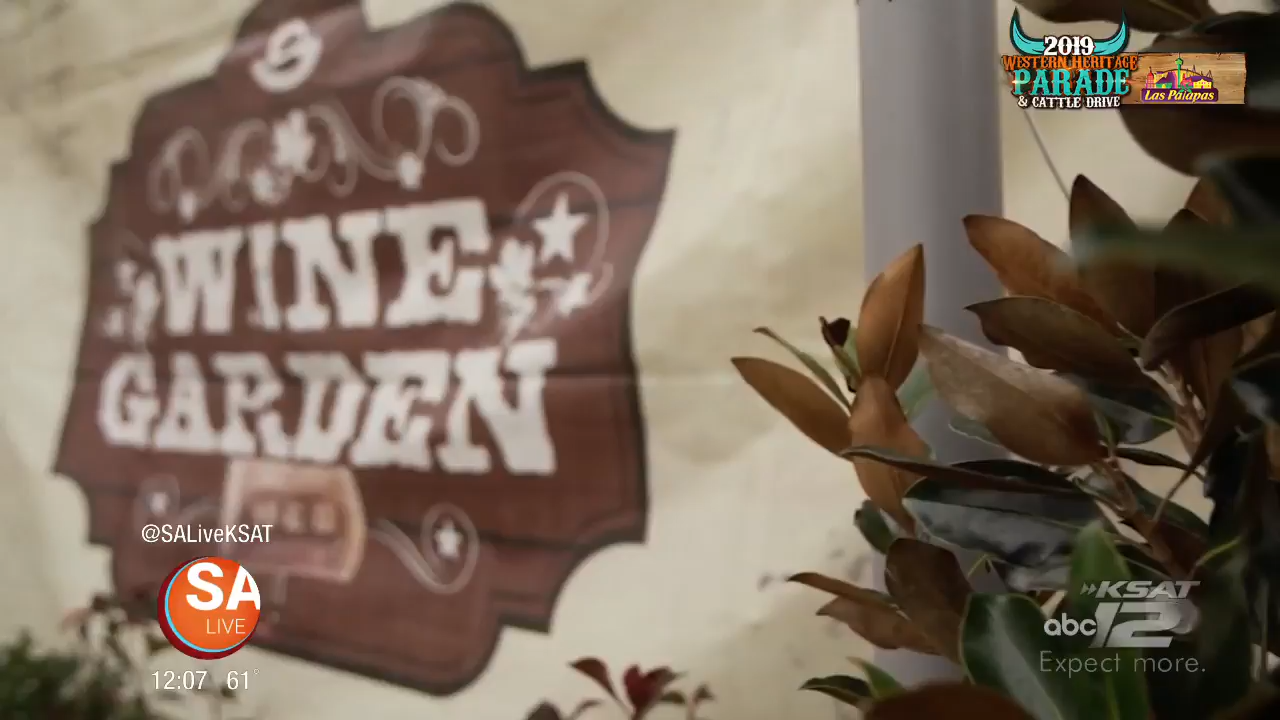 2019
WESTERN HERITAGE
PARADE
& CATTLE DRIVE
Las Palapas
WINE
GARDEN
@SALiveKSAT
SA
LIVE
12:07 61°
KSAT
abc 12
Expect more.